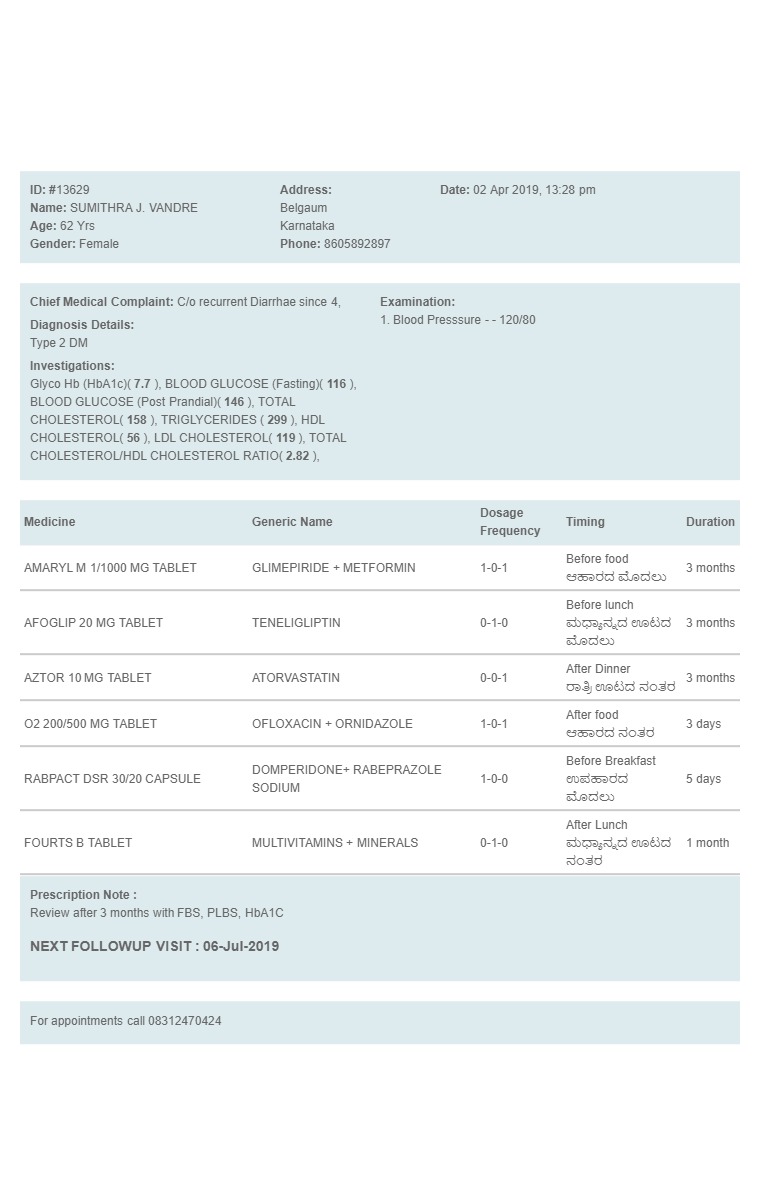 ID: #13629
Name: SUMITHRA J. VANDRE
Age: 62 Yrs
Gender: Female
Address:
Belgaum
Karnataka
Phone: 8605892897
Date: 02 Apr 2019, 13:28 pm
Chief Medical Complaint: C/o recurrent Diarrhae since 4,
Diagnosis Details:
Type 2 DM
Investigations:
Glyco Hb (HbA1c)( 7.7 ), BLOOD GLUCOSE (Fasting)( 116 ),
BLOOD GLUCOSE (Post Prandial)( 146 ), TOTAL
CHOLESTEROL( 158 ), TRIGLYCERIDES ( 299 ), HDL
CHOLESTEROL( 56 ), LDL CHOLESTEROL( 119 ), TOTAL
CHOLESTEROL/HDL CHOLESTEROL RATIO( 2.82 ),
Examination:
1. Blood Presssure - - 120/80
Medicine Generic Name Dosage Frequency Timing Duration
AMARYL M 1/1000 MG TABLET GLIMEPIRIDE + METFORMIN 1-0-1 Before food 3 months
ಆಹಾರದ ಮೊದಲು
AFOGLIP 20 MG TABLET TENELIGLIPTIN 0-1-0 Before lunch 3 months
ಮಧ್ಯಾನ್ನದ ಊಟದ
ಮೊದಲು
AZTOR 10 MG TABLET ATORVASTATIN 0-0-1 After Dinner 3 months
ರಾತ್ರಿ ಊಟದ ನಂತರ
O2 200/500 MG TABLET OFLOXACIN + ORNIDAZOLE 1-0-1 After food 3 days
ಆಹಾರದ ನಂತರ
RABPACT DSR 30/20 CAPSULE DOMPERIDONE+ RABEPRAZOLE SODIUM 1-0-0 Before Breakfast 5 days
ಉಪಹಾರದ
ಮೊದಲು
FOURTS B TABLET MULTIVITAMINS + MINERALS 0-1-0 After Lunch 1 month
ಮಧ್ಯಾನ್ನದ ಊಟದ
ನಂತರ
Prescription Note :
Review after 3 months with FBS, PLBS, HbA1C
NEXT FOLLOWUP VISIT : 06-Jul-2019
For appointments call 08312470424